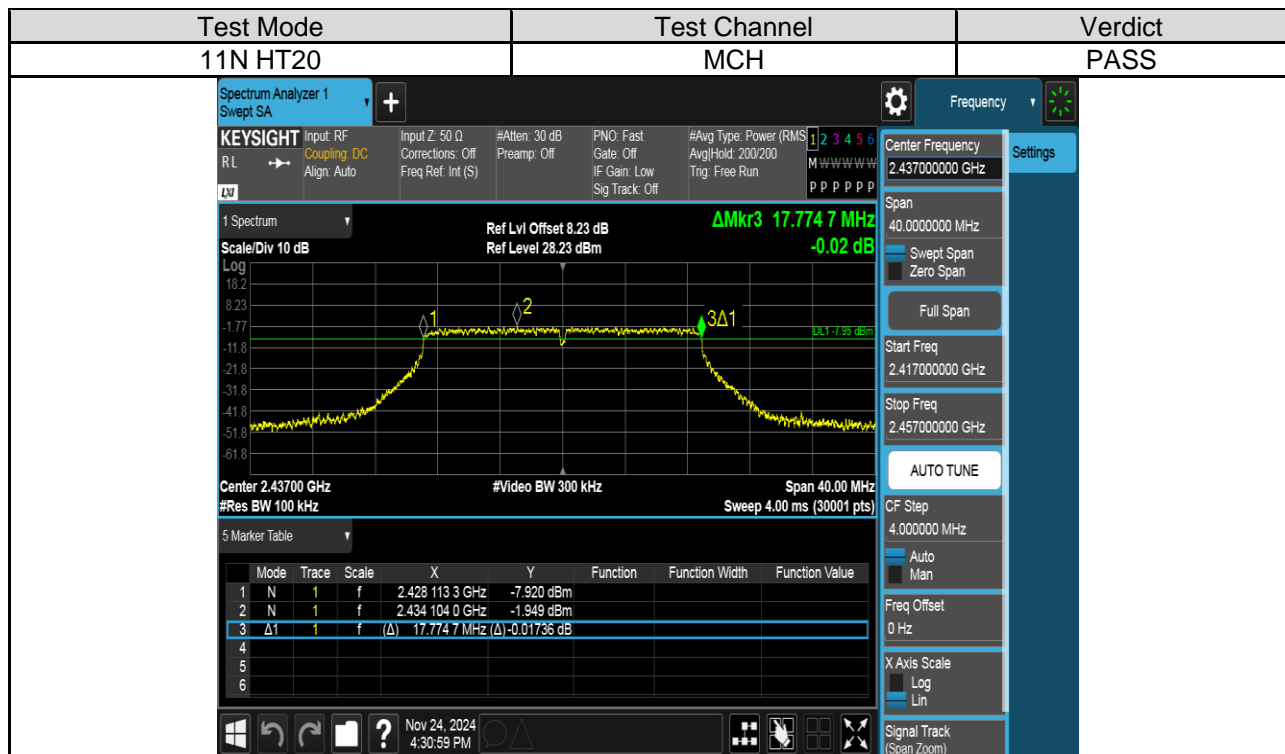 Test Mode Test Channel Verdict
11N HT20 MCH PASS
Spectrum Analyzer 1
Swept SA
+
Frequency
KEYSIGHT Input: RF Input Z: 50 Ω #Atten: 30 dB PNO: Fast #Avg Type: Power (RMS 1 2 3 4 5 6
RL Coupling: DC Corrections: Off Preamp: Off Gate: Off Avg|Hold: 200/200 M W W W W W
Align: Auto Freq Ref: Int (S) IF Gain: Low Trig: Free Run
LXI Sig Track: Off P P P P P P
1 Spectrum
Ref Lvl Offset 8.23 dB ΔMkr3 17.774 7 MHz
Scale/Div 10 dB Ref Level 28.23 dBm -0.02 dB
Log
18.2
8.23
-1.77
-11.8
-21.8
-31.8
-41.8
-51.8
-61.8
1 2 3Δ1
DL1 -7.95 dBm
Center 2.43700 GHz #Video BW 300 kHz Span 40.00 MHz
#Res BW 100 kHz Sweep 4.00 ms (30001 pts)
5 Marker Table
Mode Trace Scale X Y Function Function Width Function Value
1 N 1 f 2.428 113 3 GHz -7.920 dBm
2 N 1 f 2.434 104 0 GHz -1.949 dBm
3 Δ1 1 f (Δ) 17.774 7 MHz (Δ) -0.01736 dB
4
5
6
?
Nov 24, 2024
4:30:59 PM
Center Frequency
2.437000000 GHz
Settings
Span
40.0000000 MHz
Swept Span
Zero Span
Full Span
Start Freq
2.417000000 GHz
Stop Freq
2.457000000 GHz
AUTO TUNE
CF Step
4.000000 MHz
Auto
Man
Freq Offset
0 Hz
X Axis Scale
Log
Lin
Signal Track
(Span Zoom)